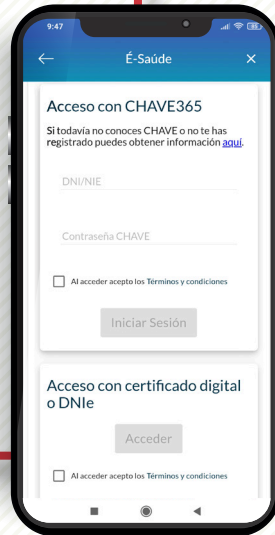 9:47
É-Saúde
Acceso con CHAVE365
Si todavía no conoces CHAVE o no te has
registrado puedes obtener información aquí.
DNI/NIE
Contraseña CHAVE
Al acceder acepto los Términos y condiciones
Iniciar Sesión
Acceso con certificado digital
o DNIe
Acceder
Al acceder acepto los Términos y condiciones